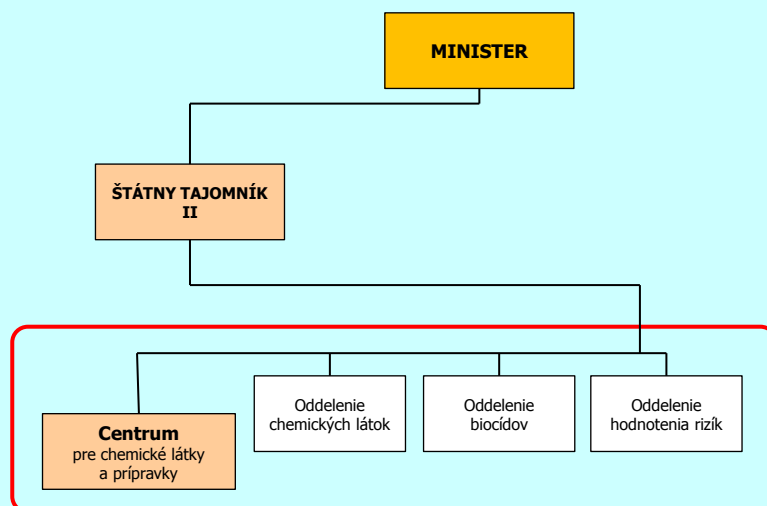 MINISTER
ŠTÁTNY TAJOMNÍK
II
Centrum
pre chemické látky
a prípravky
Oddelenie
chemických látok
Oddelenie
biocídov
Oddelenie
hodnotenia rizík